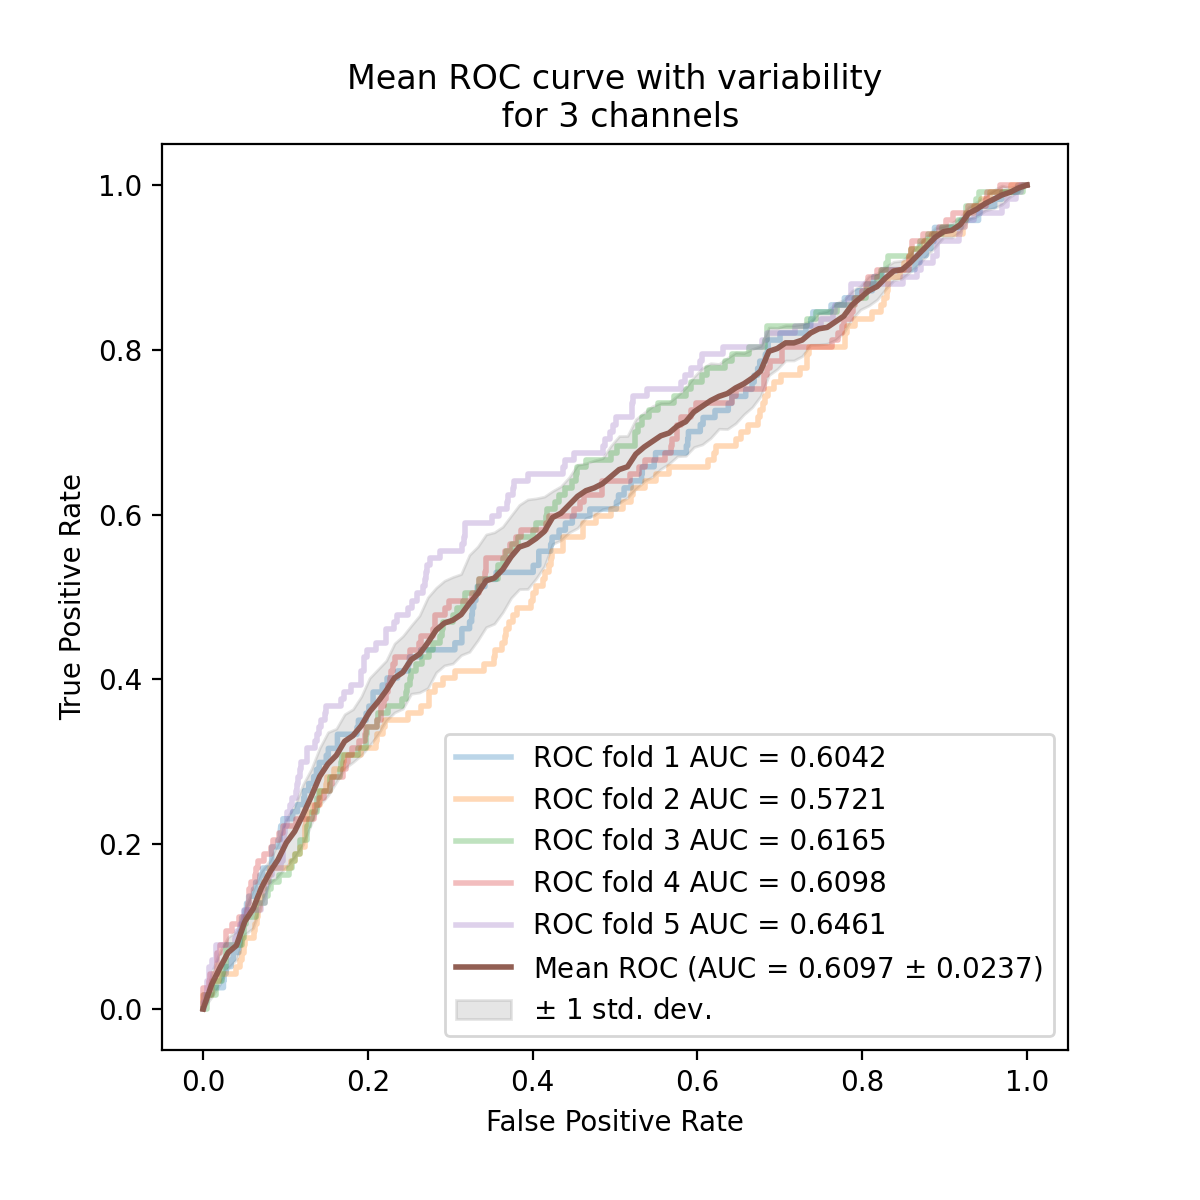 Mean ROC curve with variability
for 3 channels
True Positive Rate
1.0
0.8
0.6
0.4
0.2
0.0
ROC fold 1 AUC = 0.6042
ROC fold 2 AUC = 0.5721
ROC fold 3 AUC = 0.6165
ROC fold 4 AUC = 0.6098
ROC fold 5 AUC = 0.6461
Mean ROC (AUC = 0.6097 ± 0.0237)
± 1 std. dev.
0.0 0.2 0.4 0.6 0.8 1.0
False Positive Rate